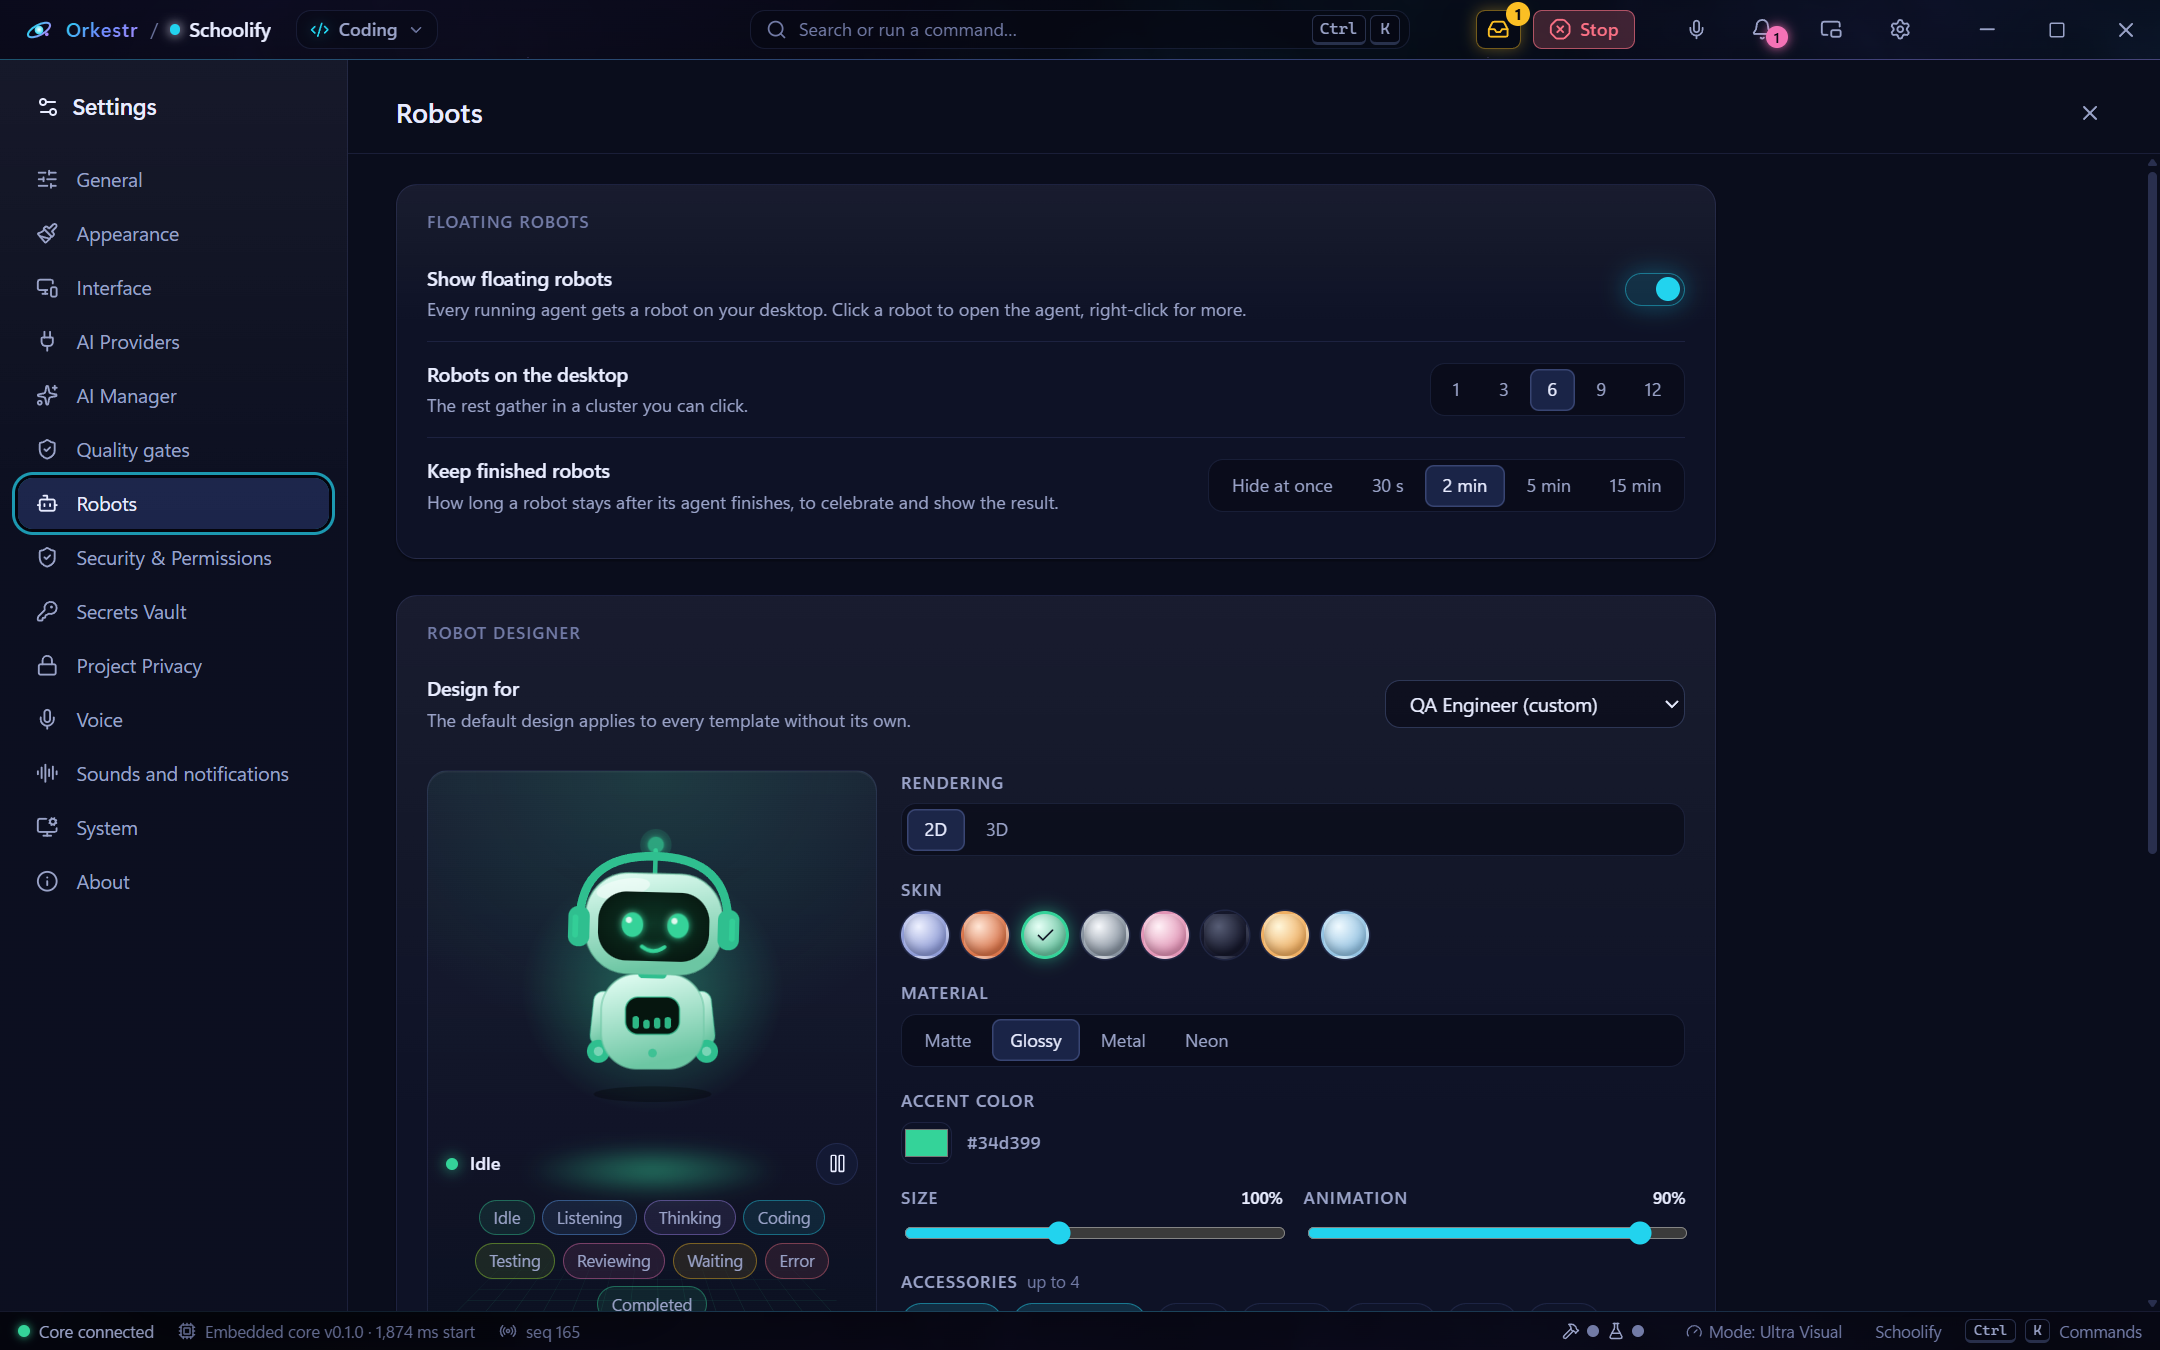 Orkestr / Schoolify
Coding
Search or run a command...
Ctrl K
1
Stop
1
Settings
General
Appearance
Interface
AI Providers
AI Manager
Quality gates
Robots
Security & Permissions
Secrets Vault
Project Privacy
Voice
Sounds and notifications
System
About
Robots
FLOATING ROBOTS
Show floating robots
Every running agent gets a robot on your desktop. Click a robot to open the agent, right-click for more.
Robots on the desktop
The rest gather in a cluster you can click.
1 3 6 9 12
Keep finished robots
How long a robot stays after its agent finishes, to celebrate and show the result.
Hide at once 30 s 2 min 5 min 15 min
ROBOT DESIGNER
Design for
The default design applies to every template without its own.
QA Engineer (custom)
Idle
Idle Listening Thinking Coding
Testing Reviewing Waiting Error
Completed
RENDERING
2D 3D
SKIN
MATERIAL
Matte Glossy Metal Neon
ACCENT COLOR
#34d399
SIZE 100% ANIMATION 90%
ACCESSORIES up to 4
Core connected Embedded core v0.1.0 · 1,874 ms start seq 165
Mode: Ultra Visual Schoolify Ctrl K Commands